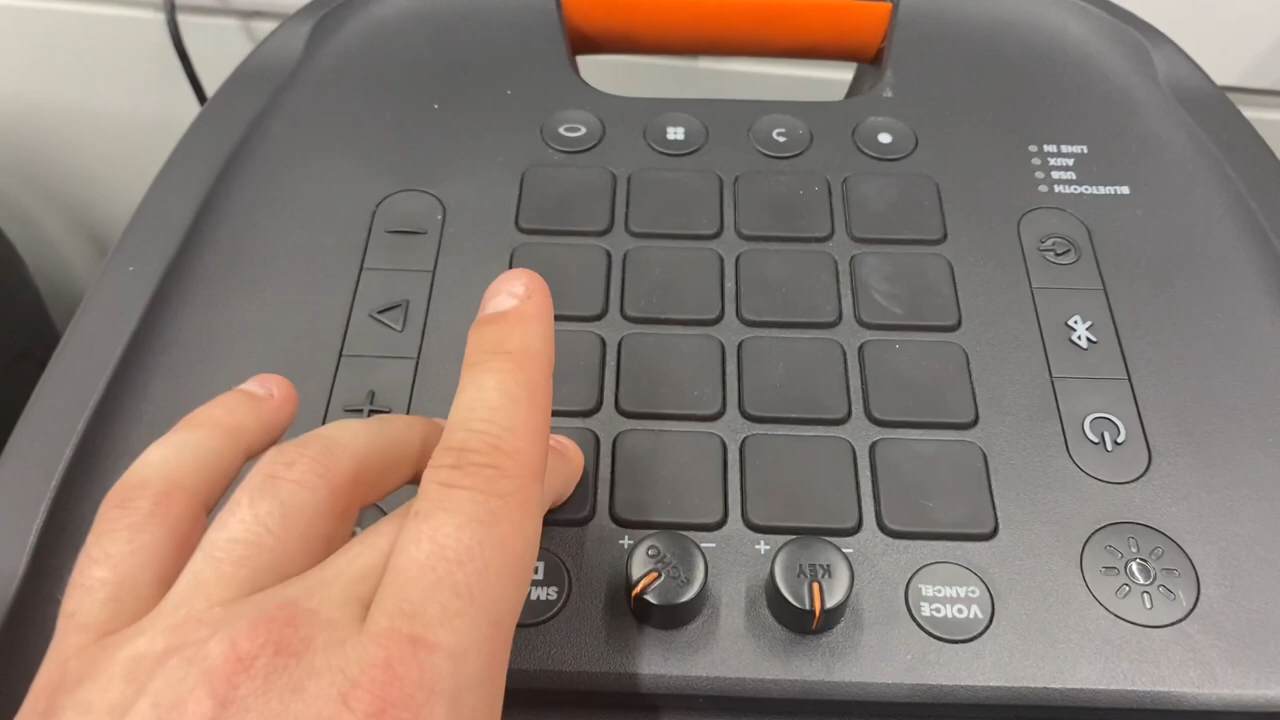 LINE IN
AUX
USB
BLUETOOTH
+ −
ECHO
+ −
KEY
VOICE
CANCEL